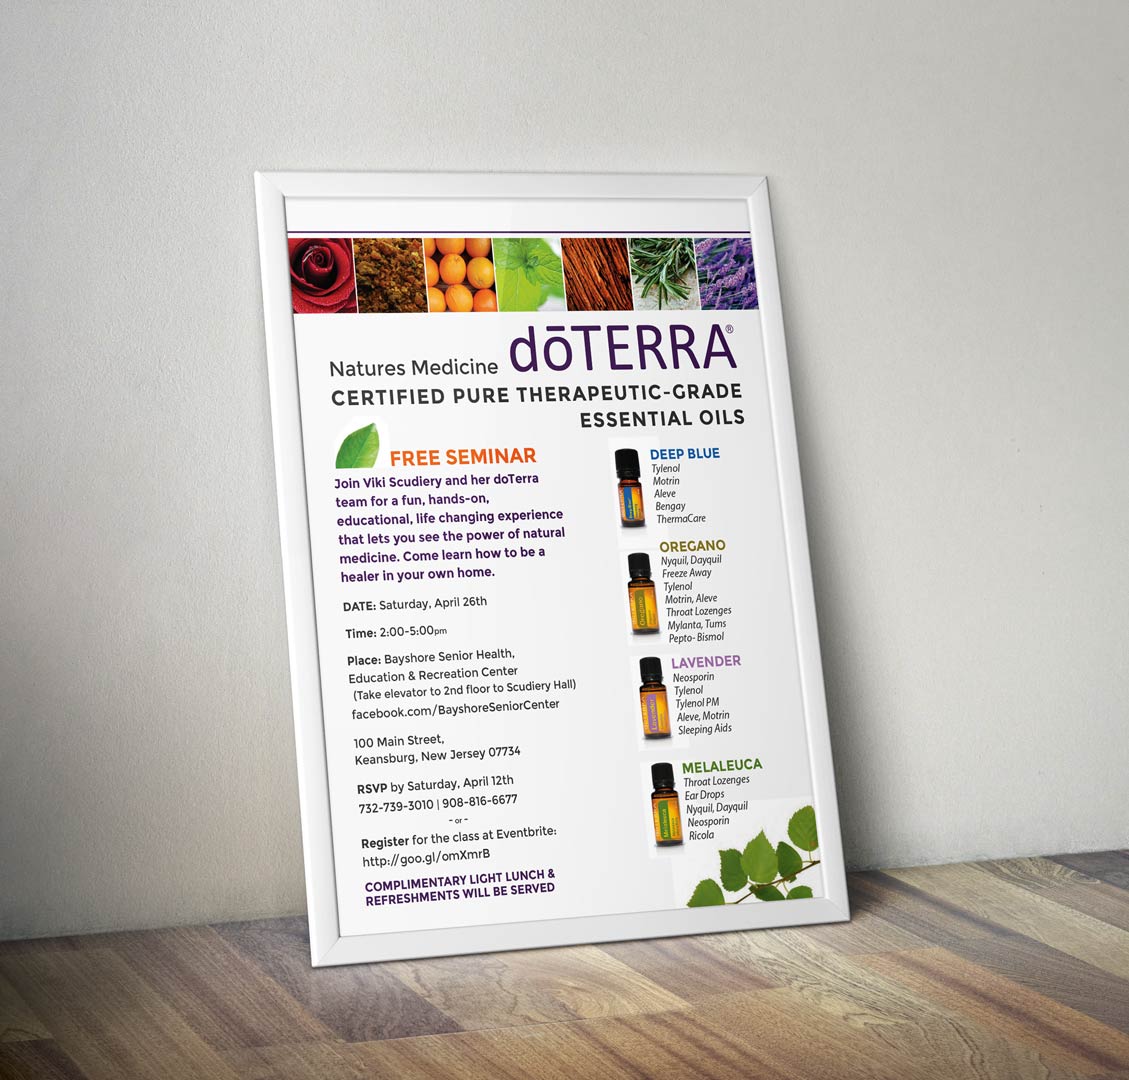 Natures Medicine dōTERRA®
CERTIFIED PURE THERAPEUTIC-GRADE
ESSENTIAL OILS
FREE SEMINAR
Join Viki Scudiery and her doTerra
team for a fun, hands-on,
educational, life changing experience
that lets you see the power of natural
medicine. Come learn how to be a
healer in your own home.
DATE: Saturday, April 26th
Time: 2:00-5:00pm
Place: Bayshore Senior Health,
Education & Recreation Center
(Take elevator to 2nd floor to Scudiery Hall)
facebook.com/BayshoreSeniorCenter
100 Main Street,
Keansburg, New Jersey 07734
RSVP by Saturday, April 12th
732-739-3010 | 908-816-6677
- or -
Register for the class at Eventbrite:
http://goo.gl/omXmrB
COMPLIMENTARY LIGHT LUNCH &
REFRESHMENTS WILL BE SERVED
DEEP BLUE
Tylenol
Motrin
Aleve
Bengay
ThermaCare
OREGANO
Nyquil, Dayquil
Freeze Away
Tylenol
Motrin, Aleve
Throat Lozenges
Mylanta, Tums
Pepto- Bismol
Oregano
LAVENDER
Neosporin
Tylenol
Tylenol PM
Aleve, Motrin
Sleeping Aids
Lavender
MELALEUCA
Throat Lozenges
Ear Drops
Nyquil, Dayquil
Neosporin
Ricola
Melaleuca